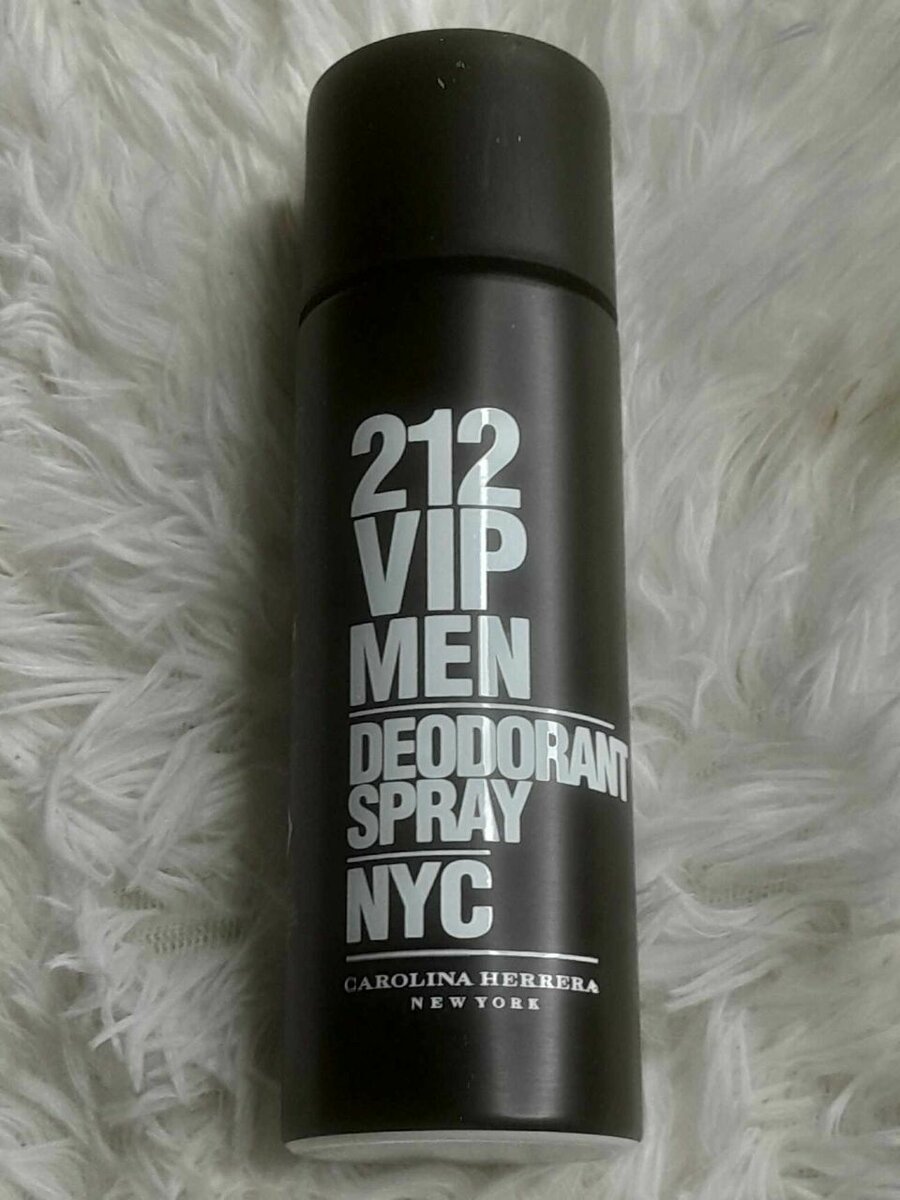 212
VIP
MEN
DEODORANT
SPRAY
NYC
CAROLINA HERRERA
NEW YORK